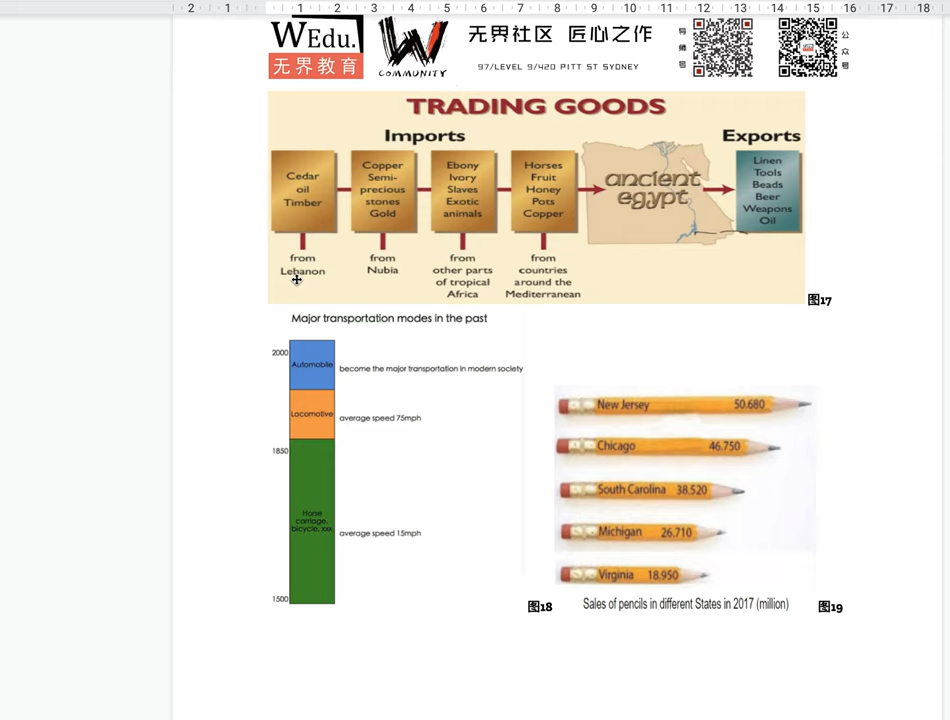 2 1 1 2 3 4 5 6 7 8 9 10 11 12 13 14 15 16 17 18
WEDU.
无界教育
COMMUNITY
无界社区 匠心之作
97/LEVEL 9/420 PITT ST SYDNEY
导师号
公众号
TRADING GOODS
Imports
Exports
Cedar
oil
Timber
Copper
Semi-
precious
stones
Gold
Ebony
Ivory
Slaves
Exotic
animals
Horses
Fruit
Honey
Pots
Copper
ancient
egypt
Linen
Tools
Beads
Beer
Weapons
Oil
from
Lebanon
from
Nubia
from
other parts
of tropical
Africa
from
countries
around the
Mediterranean
图17
Major transportation modes in the past
2000
Automobile
become the major transportation in modern society
Locomotive
average speed 75mph
1850
Horse
carriage,
bicycle, xxx
average speed 15mph
1500
图18
New Jersey 50.680
Chicago 46.750
South Carolina 38.520
Michigan 26.710
Virginia 18.950
Sales of pencils in different States in 2017 (million)
图19